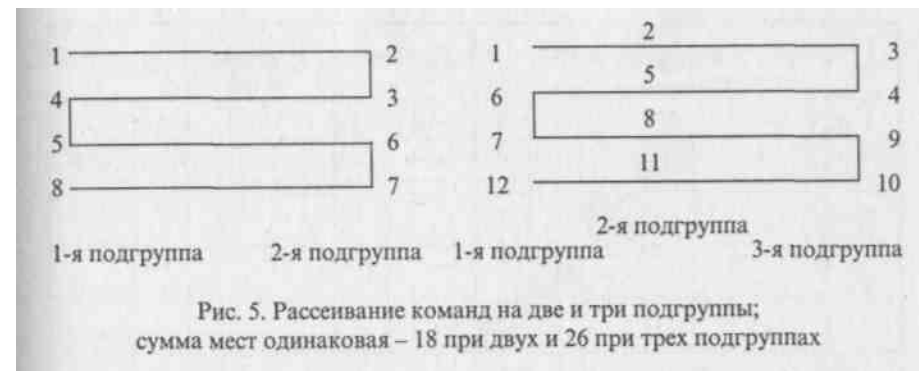 1 2
4 3
5 6
8 7
1-я подгруппа 2-я подгруппа
2
1 3
5
6 4
8
7 9
11
12 10
2-я подгруппа
1-я подгруппа 3-я подгруппа
Рис. 5. Рассеивание команд на две и три подгруппы;
сумма мест одинаковая – 18 при двух и 26 при трех подгруппах